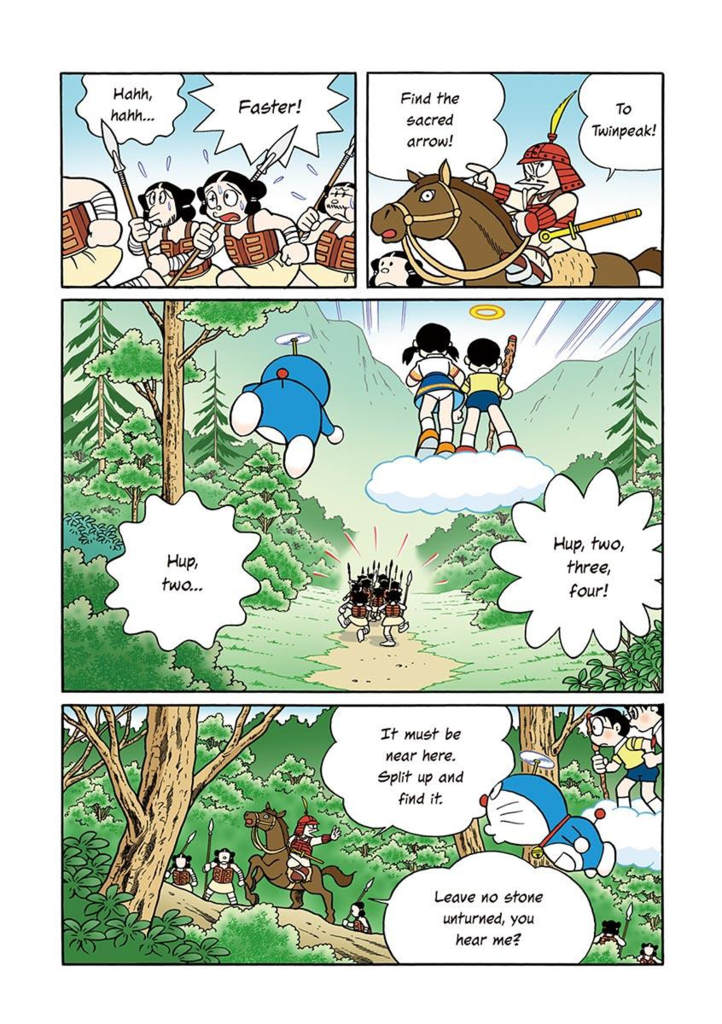 Hahh,
hahh...
Faster!
Find the
sacred
arrow!
To
Twinpeak!
Hup,
two...
Hup, two,
three,
four!
It must be
near here.
Split up and
find it.
Leave no stone
unturned, you
hear me?